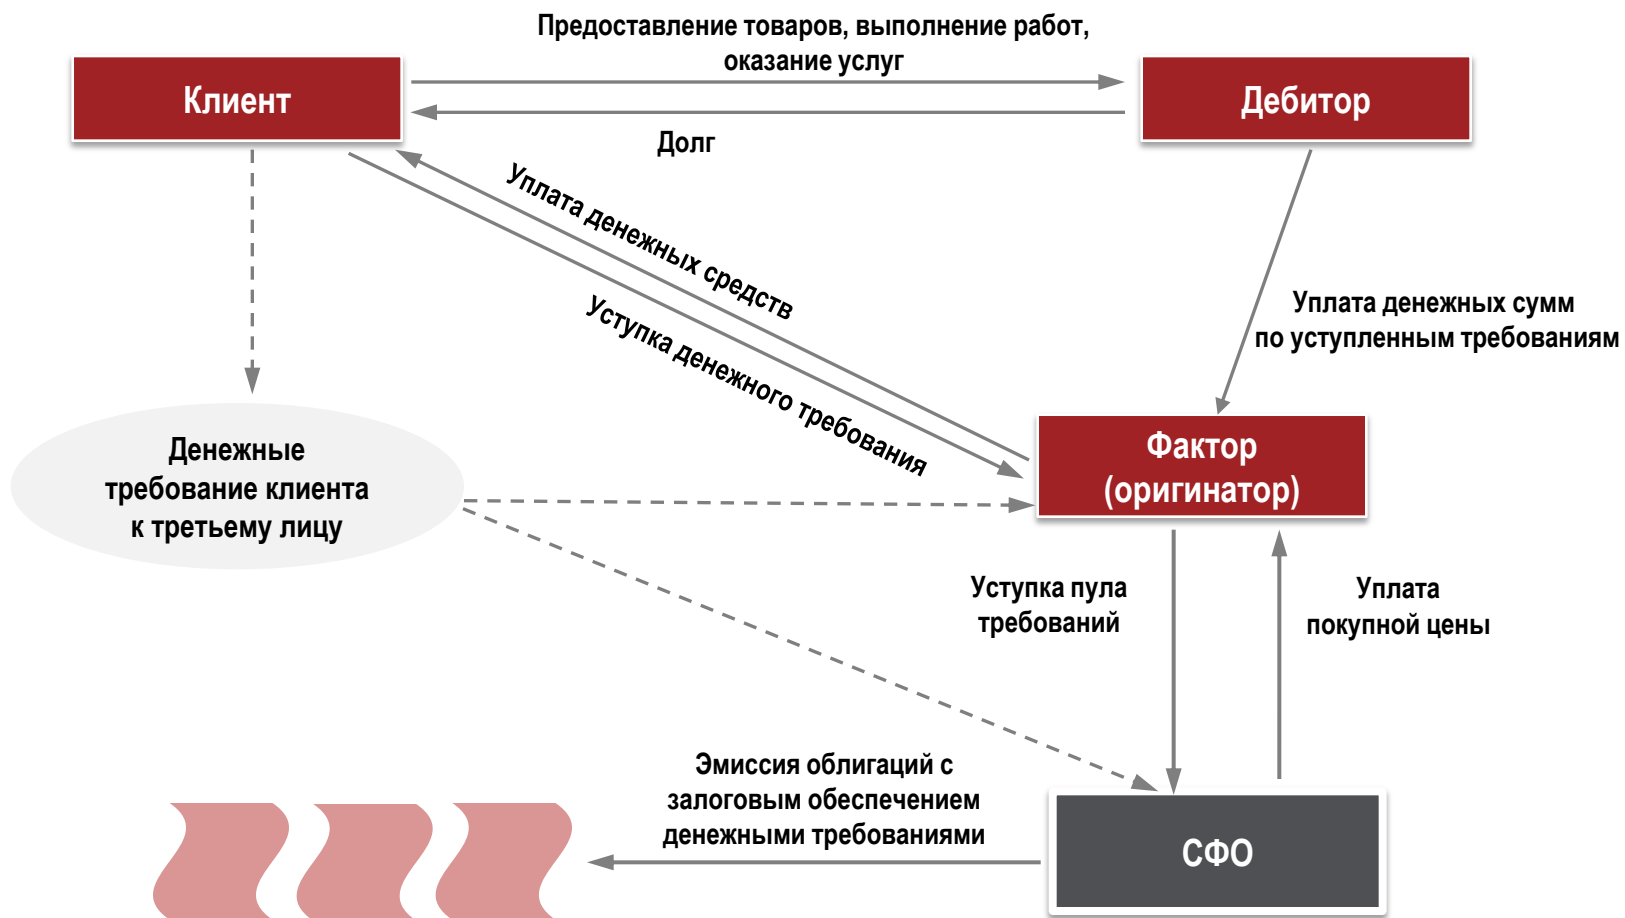 Предоставление товаров, выполнение работ,
оказание услуг
Клиент
Дебитор
Долг
Уплата денежных средств
Уступка денежного требования
Уплата денежных сумм
по уступленным требованиям
Денежные
требование клиента
к третьему лицу
Фактор
(оригинатор)
Уступка пула
требований
Уплата
покупной цены
Эмиссия облигаций с
залоговым обеспечением
денежными требованиями
СФО